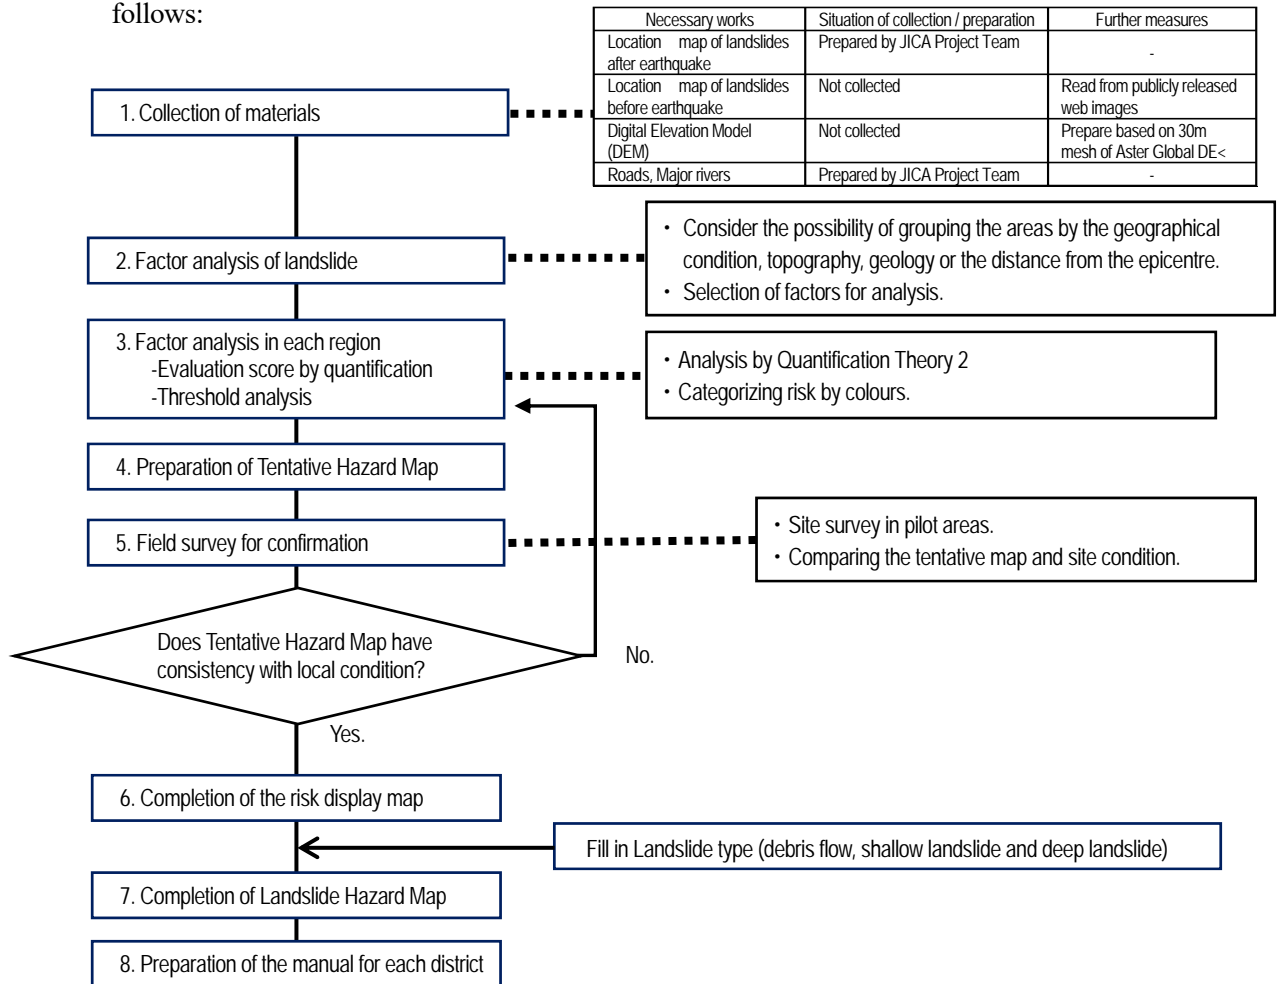 follows:
Necessary works Situation of collection / preparation Further measures
Location map of landslides after earthquake Prepared by JICA Project Team -
Location map of landslides before earthquake Not collected Read from publicly released web images
Digital Elevation Model (DEM) Not collected Prepare based on 30m mesh of Aster Global DE<
Roads, Major rivers Prepared by JICA Project Team -
1. Collection of materials
2. Factor analysis of landslide
・Consider the possibility of grouping the areas by the geographical
condition, topography, geology or the distance from the epicentre.
・Selection of factors for analysis.
3. Factor analysis in each region
-Evaluation score by quantification
-Threshold analysis
・Analysis by Quantification Theory 2
・Categorizing risk by colours.
4. Preparation of Tentative Hazard Map
5. Field survey for confirmation
・Site survey in pilot areas.
・Comparing the tentative map and site condition.
Does Tentative Hazard Map have
consistency with local condition?
No.
Yes.
6. Completion of the risk display map
Fill in Landslide type (debris flow, shallow landslide and deep landslide)
7. Completion of Landslide Hazard Map
8. Preparation of the manual for each district